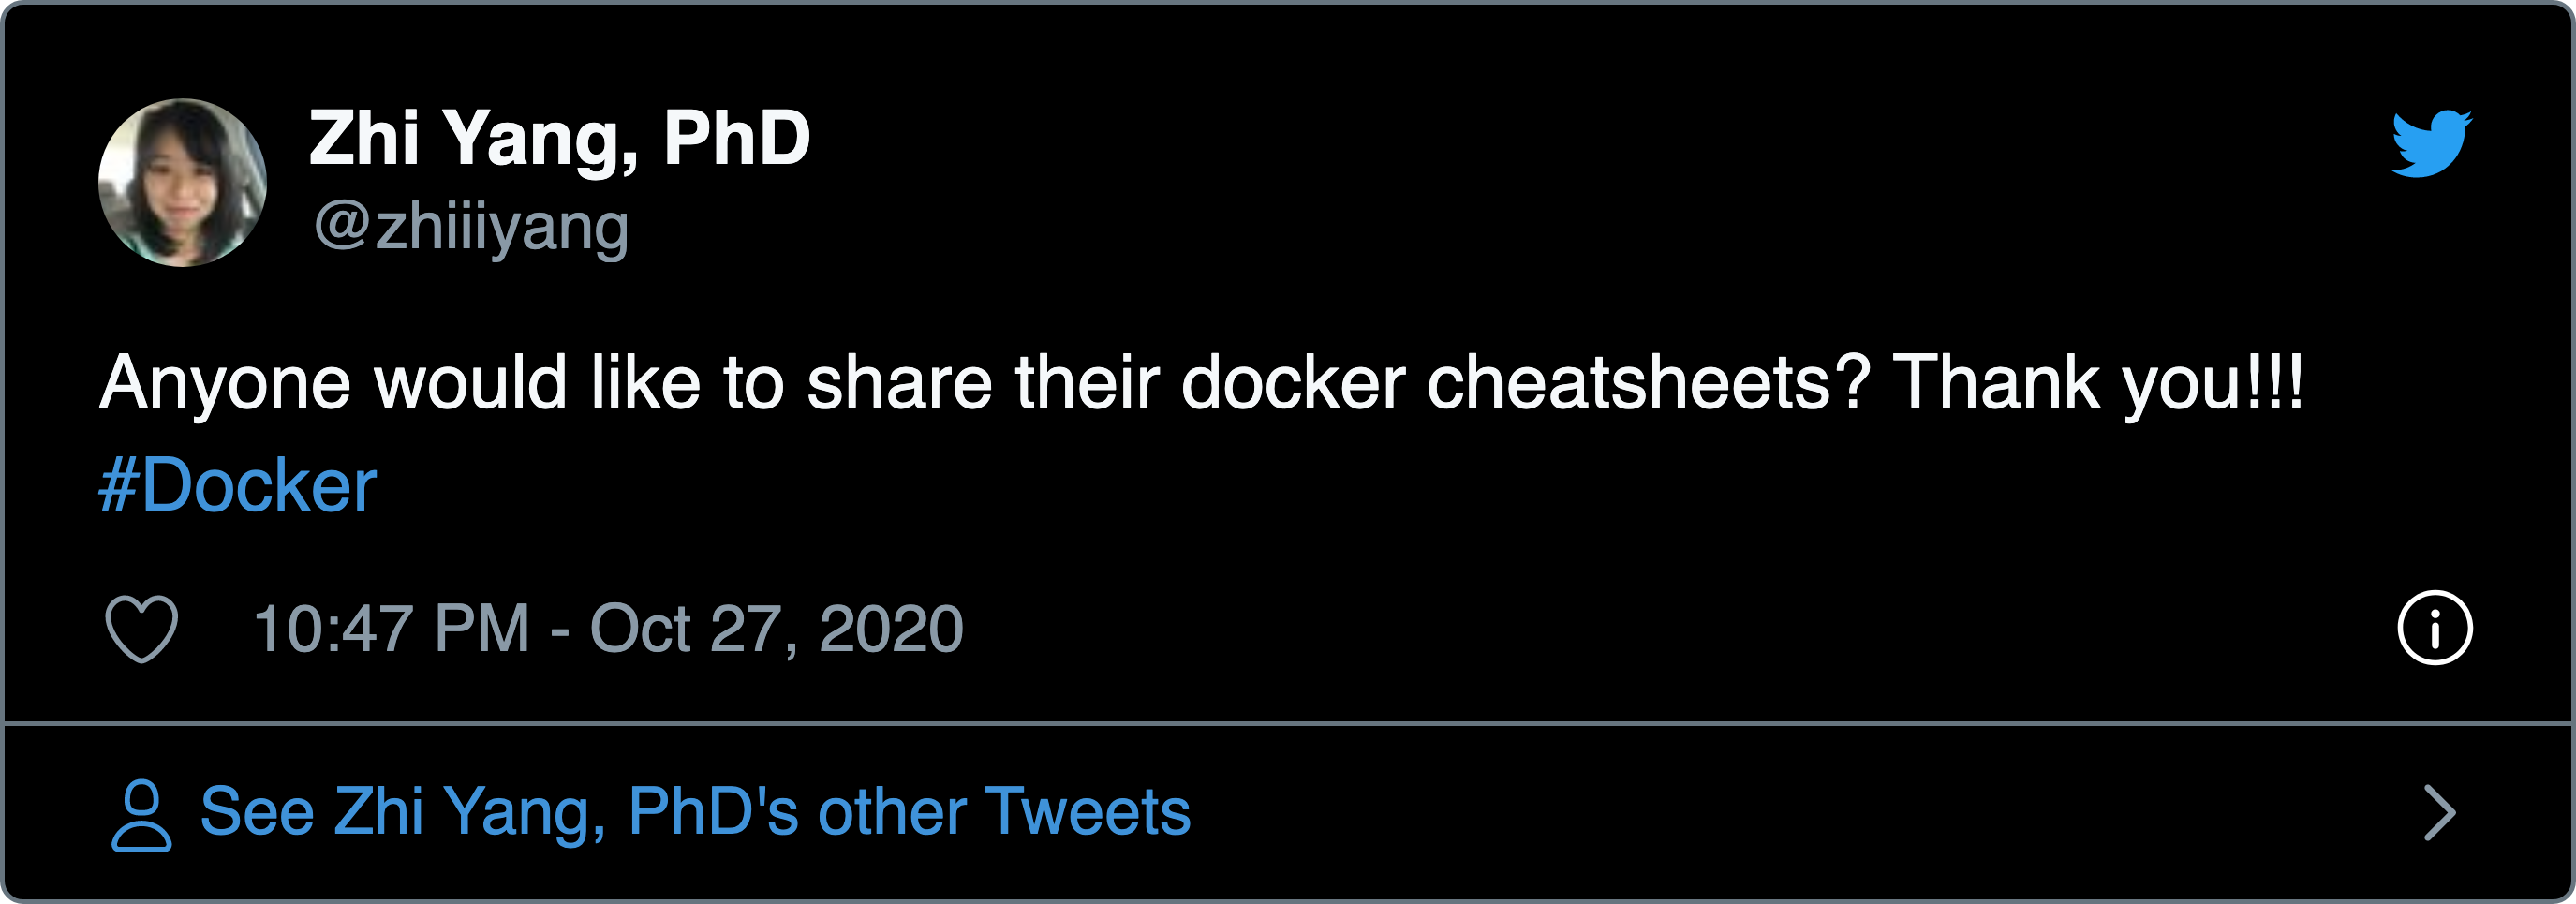 Zhi Yang, PhD
@zhiiiyang
Anyone would like to share their docker cheatsheets? Thank you!!!
#Docker
10:47 PM - Oct 27, 2020
See Zhi Yang, PhD's other Tweets